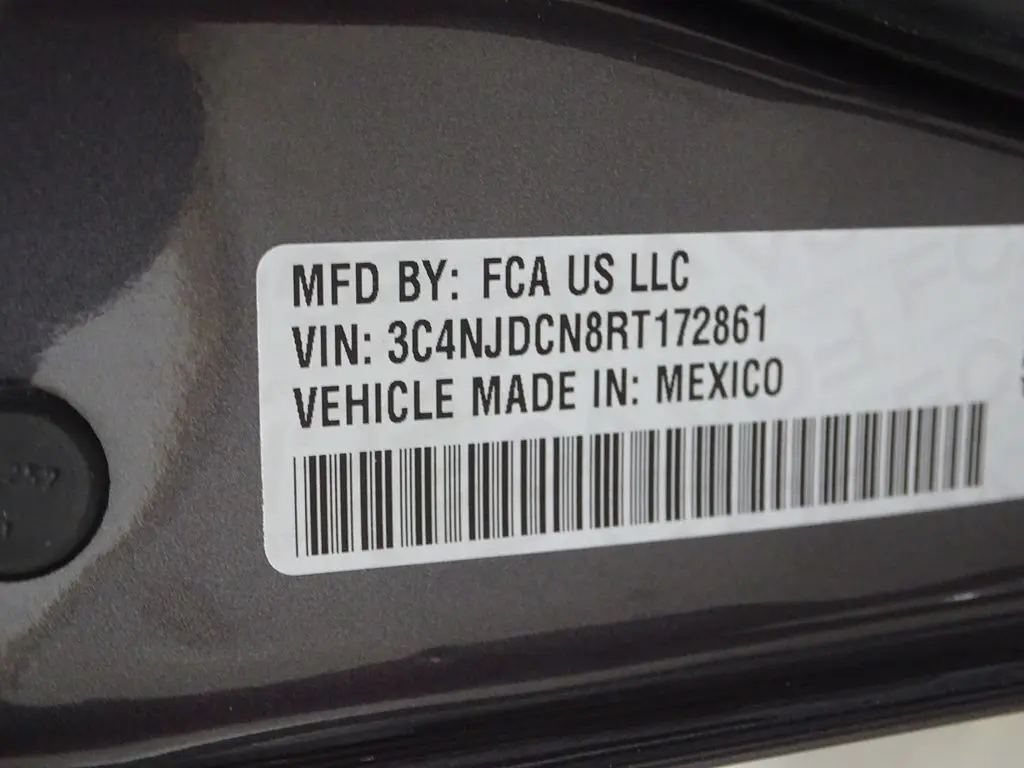 MFD BY: FCA US LLC
VIN: 3C4NJDCN8RT172861
VEHICLE MADE IN: MEXICO